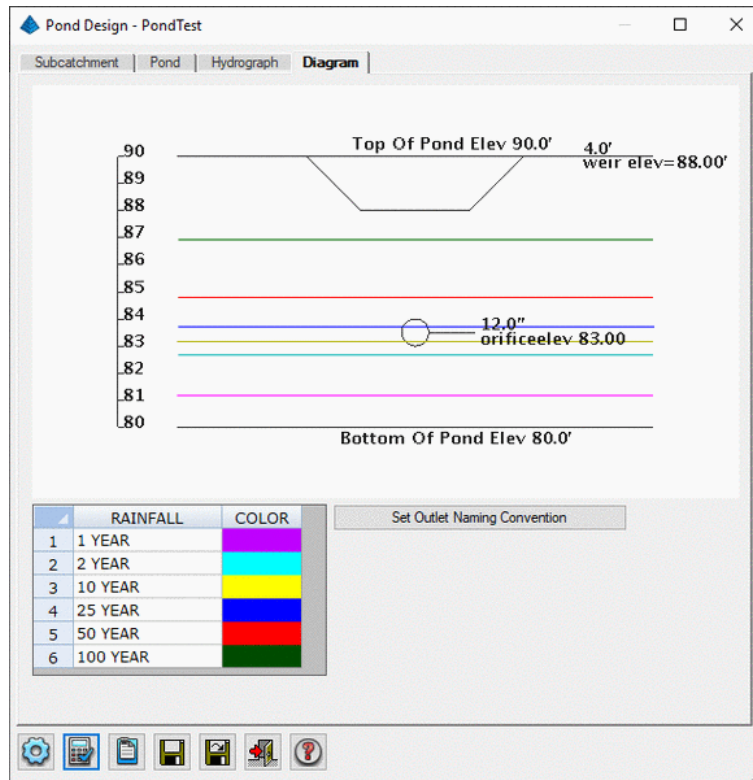 Pond Design - PondTest
Subcatchment Pond Hydrograph Diagram
Top Of Pond Elev 90.0'
4.0'
weir elev=88.00'
90
89
88
87
86
85
84
83
82
81
80
12.0"
orificeelev 83.00
Bottom Of Pond Elev 80.0'
RAINFALL COLOR
1 1 YEAR
2 2 YEAR
3 10 YEAR
4 25 YEAR
5 50 YEAR
6 100 YEAR
Set Outlet Naming Convention
?